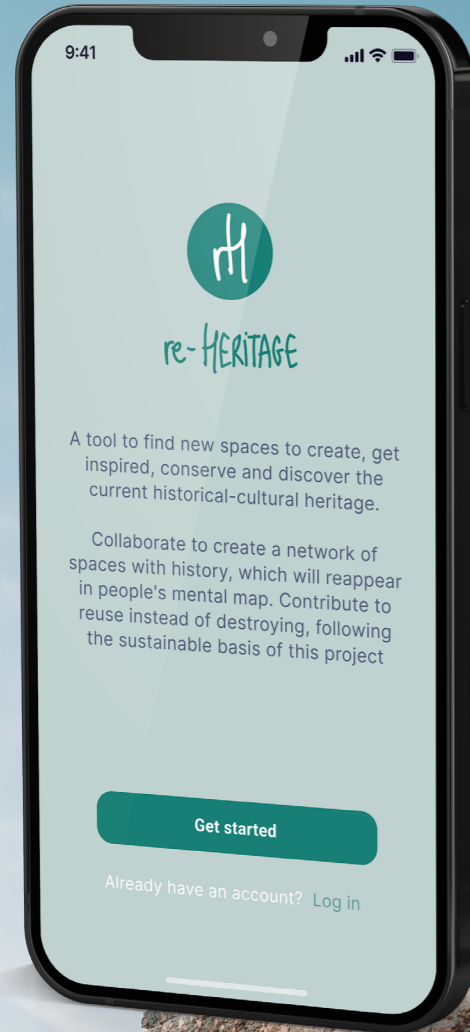 9:41
rH
re-HERiTAGE
A tool to find new spaces to create, get
inspired, conserve and discover the
current historical-cultural heritage.
Collaborate to create a network of
spaces with history, which will reappear
in people's mental map. Contribute to
reuse instead of destroying, following
the sustainable basis of this project
Get started
Already have an account? Log in